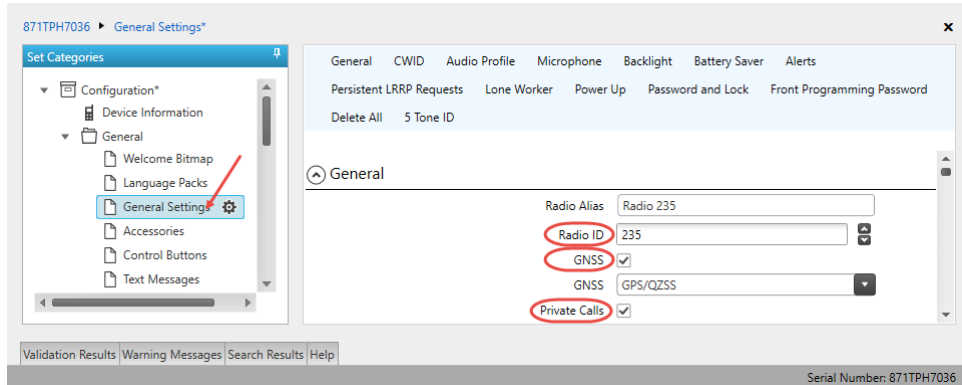 871TPH7036 ▸ General Settings*
Set Categories
Configuration*
Device Information
General
Welcome Bitmap
Language Packs
General Settings
Accessories
Control Buttons
Text Messages
General CWID Audio Profile Microphone Backlight Battery Saver Alerts
Persistent LRRP Requests Lone Worker Power Up Password and Lock Front Programming Password
Delete All 5 Tone ID
General
Radio Alias Radio 235
Radio ID 235
GNSS
GNSS GPS/QZSS
Private Calls
Validation Results Warning Messages Search Results Help
Serial Number: 871TPH7036